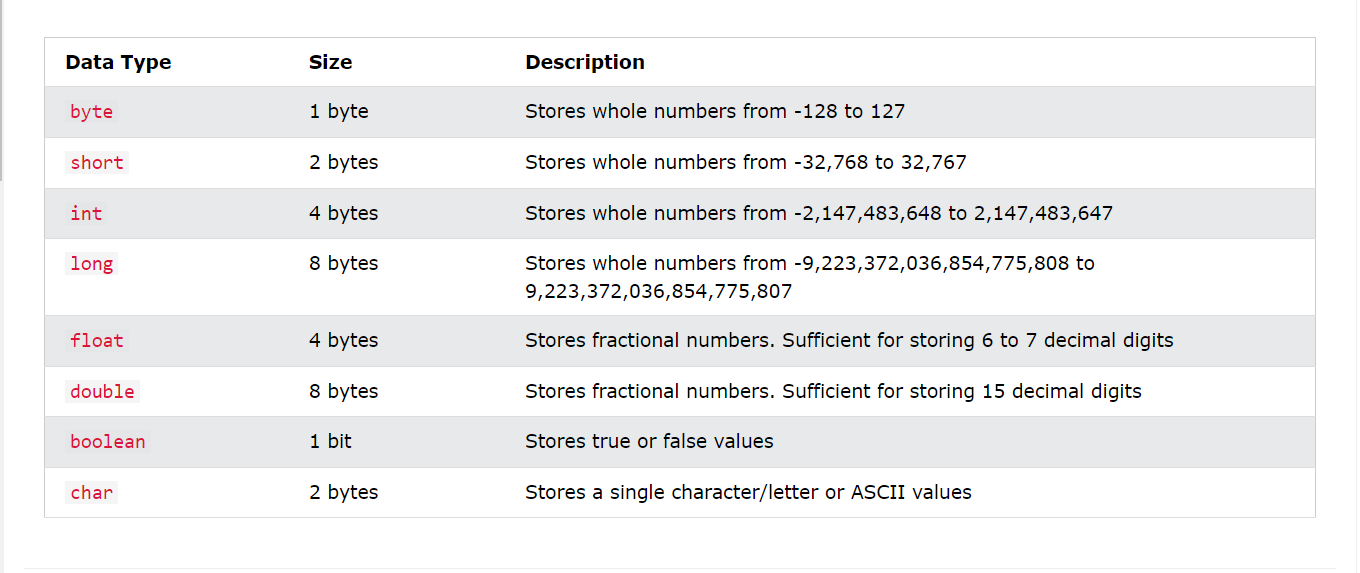 Data Type Size Description
byte 1 byte Stores whole numbers from -128 to 127
short 2 bytes Stores whole numbers from -32,768 to 32,767
int 4 bytes Stores whole numbers from -2,147,483,648 to 2,147,483,647
long 8 bytes Stores whole numbers from -9,223,372,036,854,775,808 to
9,223,372,036,854,775,807
float 4 bytes Stores fractional numbers. Sufficient for storing 6 to 7 decimal digits
double 8 bytes Stores fractional numbers. Sufficient for storing 15 decimal digits
boolean 1 bit Stores true or false values
char 2 bytes Stores a single character/letter or ASCII values